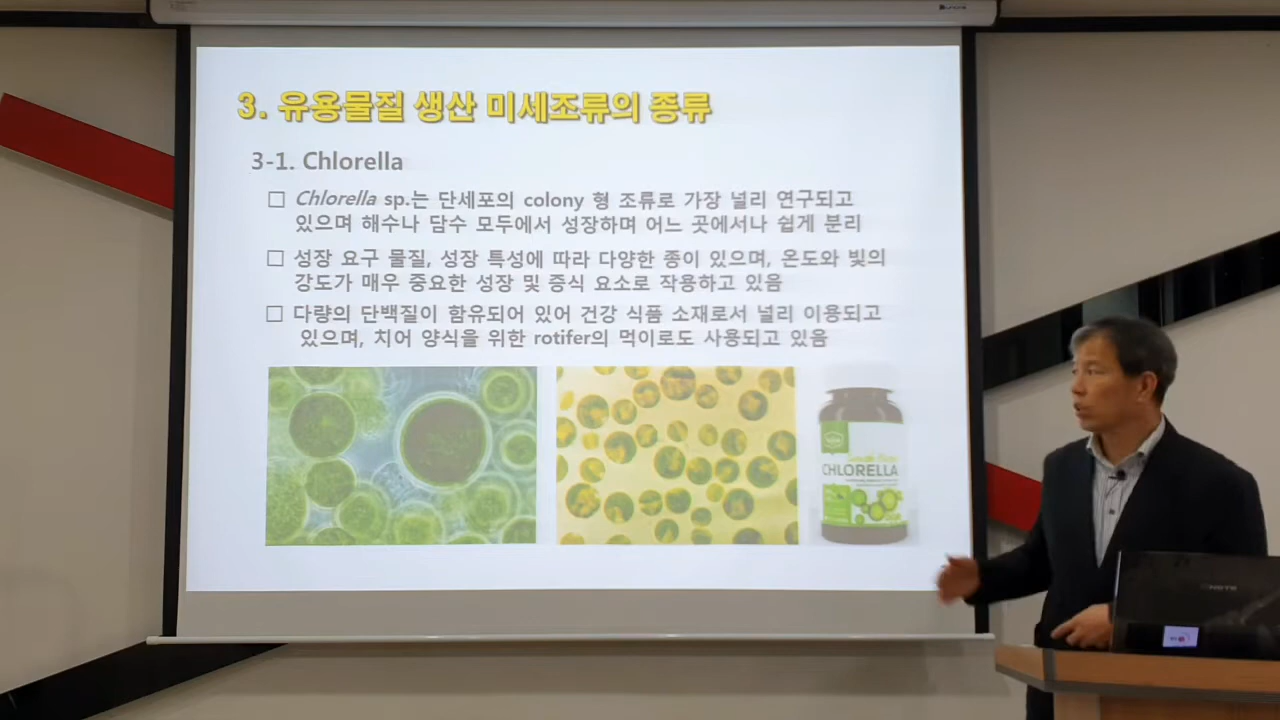 3. 유용물질 생산 미세조류의 종류
3-1. Chlorella
□ Chlorella sp.는 단세포의 colony 형 조류로 가장 널리 연구되고
있으며 해수나 담수 모두에서 성장하며 어느 곳에서나 쉽게 분리
□ 성장 요구 물질, 성장 특성에 따라 다양한 종이 있으며, 온도와 빛의
강도가 매우 중요한 성장 및 증식 요소로 작용하고 있음
□ 다량의 단백질이 함유되어 있어 건강 식품 소재로서 널리 이용되고
있으며, 치어 양식을 위한 rotifer의 먹이로도 사용되고 있음
CHLORELLA